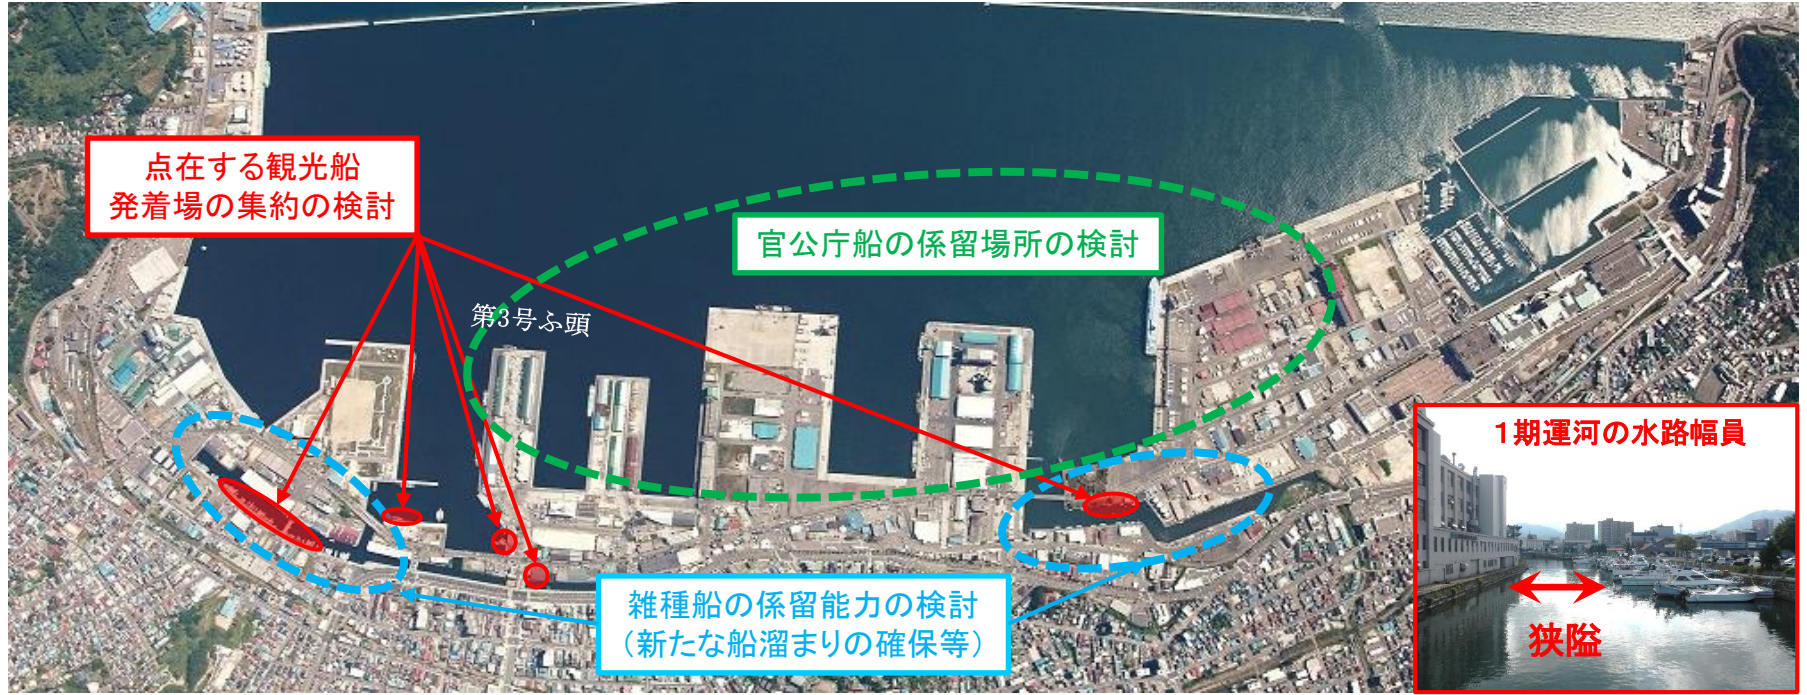 点在する観光船
発着場の集約の検討
官公庁船の係留場所の検討
第3号ふ頭
雑種船の係留能力の検討
(新たな船溜まりの確保等)
1期運河の水路幅員
狭隘